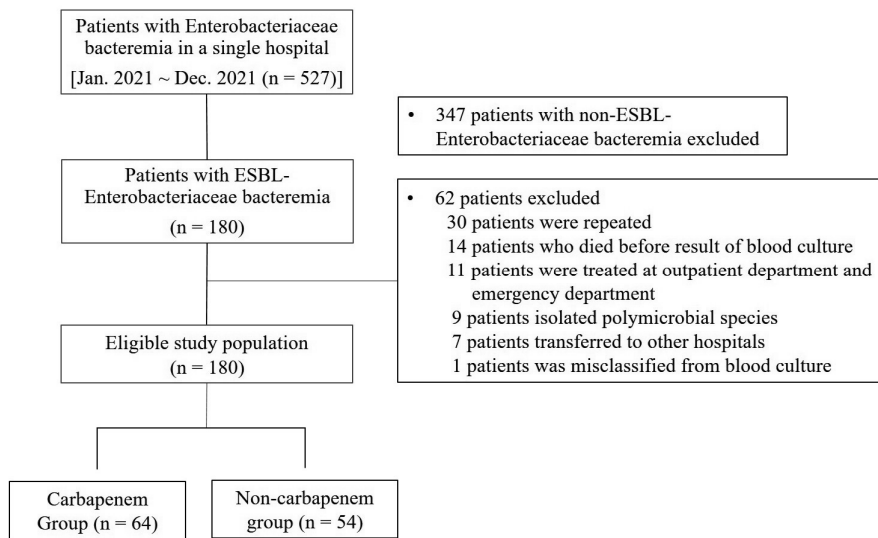 Patients with Enterobacteriaceae
bacteremia in a single hospital
[Jan. 2021 ~ Dec. 2021 (n = 527)]
• 347 patients with non-ESBL-
Enterobacteriaceae bacteremia excluded
Patients with ESBL-
Enterobacteriaceae bacteremia
(n = 180)
• 62 patients excluded
30 patients were repeated
14 patients who died before result of blood culture
11 patients were treated at outpatient department and
emergency department
9 patients isolated polymicrobial species
7 patients transferred to other hospitals
1 patients was misclassified from blood culture
Eligible study population
(n = 180)
Carbapenem
Group (n = 64)
Non-carbapenem
group (n = 54)